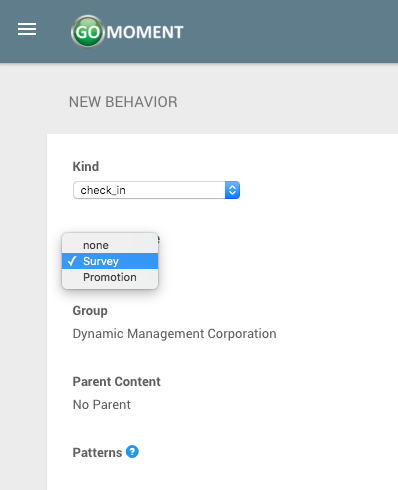 GO MOMENT
NEW BEHAVIOR
Kind
check_in
none
✓ Survey
Promotion
Group
Dynamic Management Corporation
Parent Content
No Parent
Patterns ?